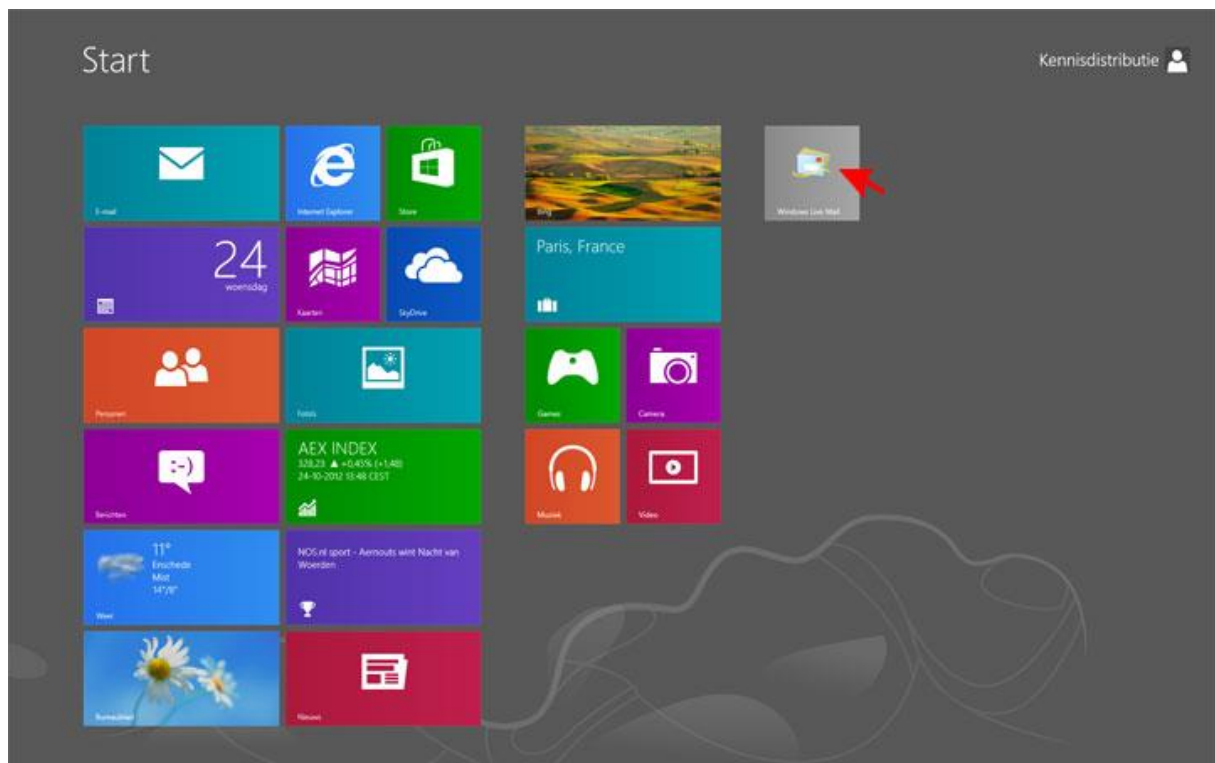 Start
Kennisdistributie
E-mail
Internet Explorer
Store
Bing
Windows Live Mail
24
woensdag
Kaarten
SkyDrive
Paris, France
Personen
Foto's
Games
Camera
:-)
Berichten
AEX INDEX
328,23 ▲ +0,45% (+1,48)
24-10-2012 13:48 CEST
Muziek
Video
11°
Enschede
Mist
14°/8°
Weer
NOS.nl sport - Aernouts wint Nacht van
Woerden
Bureaublad
Nieuws